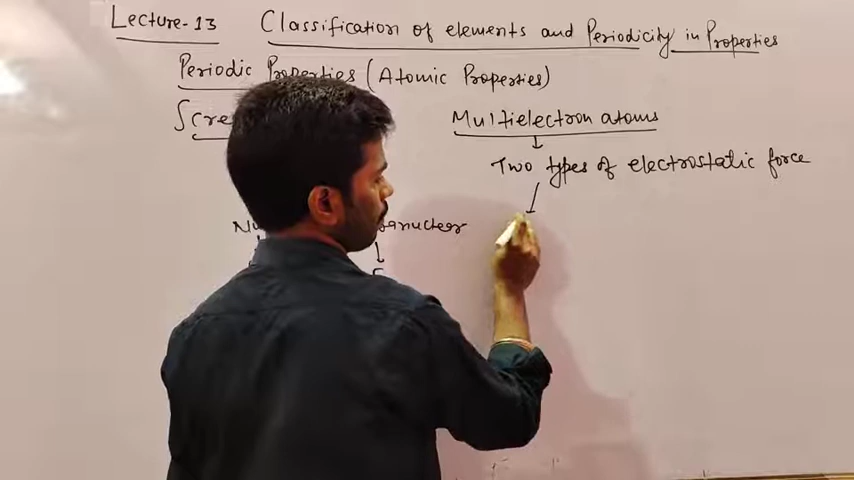 Lecture-13 Classification of elements and Periodicity in Properties
Periodic Properties (Atomic Properties)
Multielectron atoms
Two types of electrostatic force